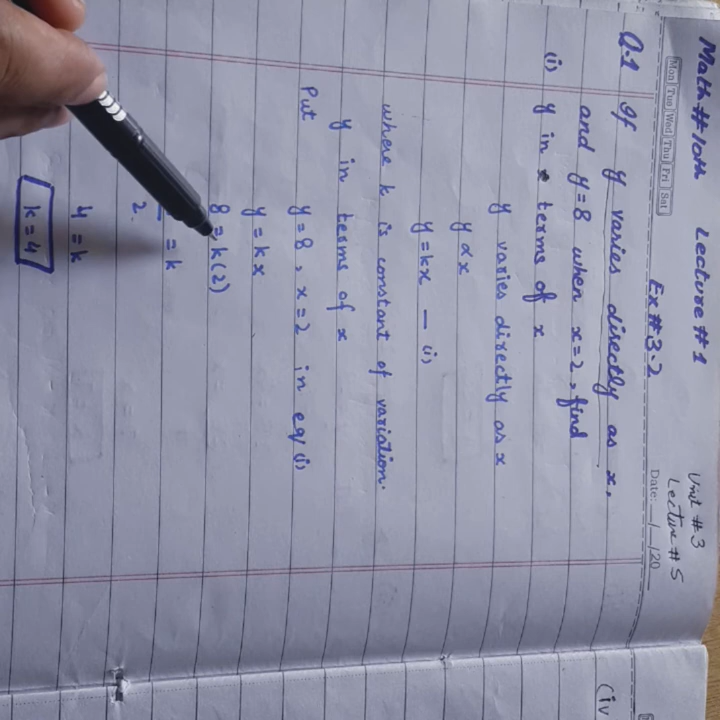 Math # 10th Lecture # 1
Unit # 3
Lecture # 5
Mon Tue Wed Thu Fri Sat
Date: __/__/20
Ex # 3.2
Q.1 If y varies directly as x,
and y=8 when x=2, find
(i) y in terms of x
y varies directly as x
y ∝ x
y = kx — (i)
where k is constant of variation.
y in terms of x
Put y=8, x=2 in eq (i)
y = kx
8 = k(2)
2 = k
4 = k
k = 4
(iv